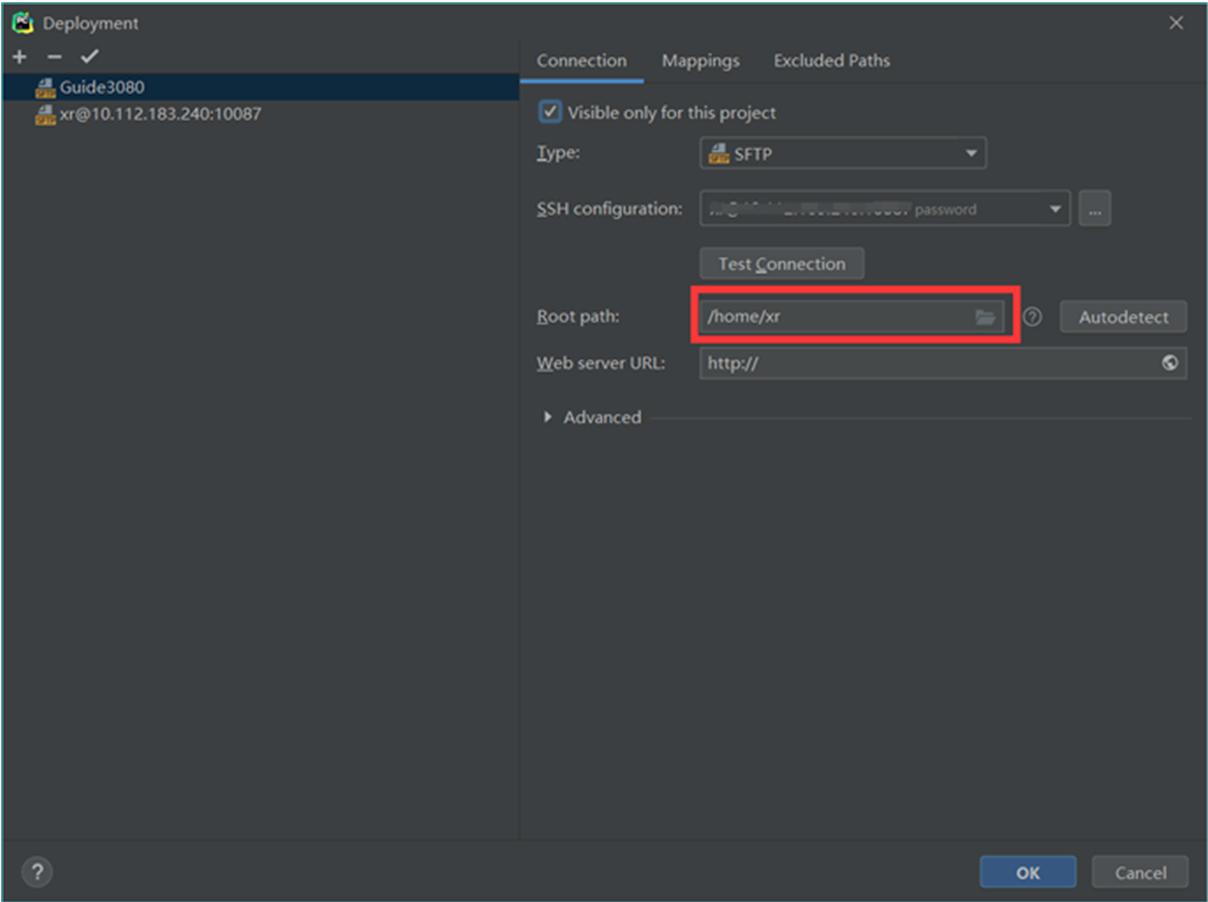 Deployment
Guide3080
xr@10.112.183.240:10087
Connection Mappings Excluded Paths
Visible only for this project
Type: SFTP
SSH configuration: password ...
Test Connection
Root path: /home/xr Autodetect
Web server URL: http://
Advanced
? OK Cancel